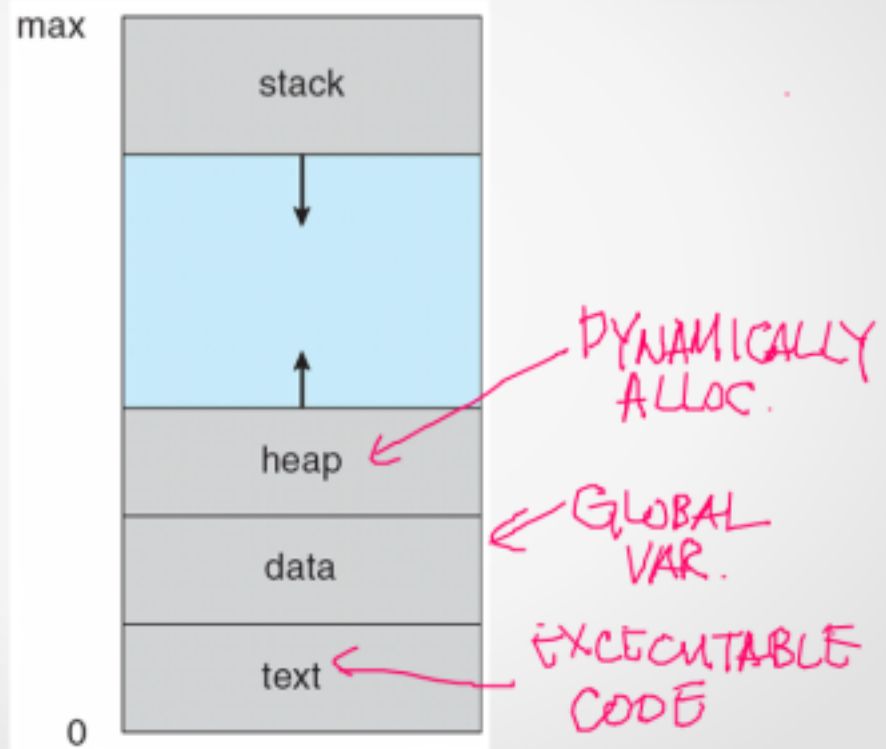 max
stack
heap
data
text
0
DYNAMICALLY
ALLOC.
GLOBAL
VAR.
EXCECUTABLE
CODE